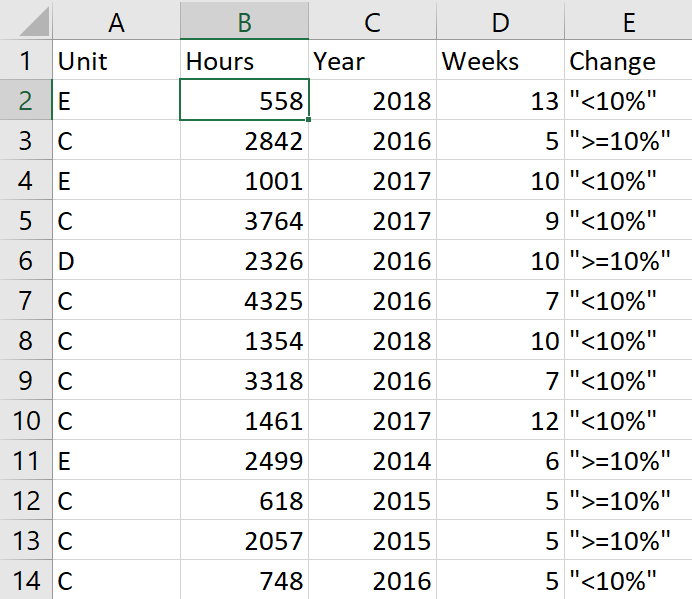 A B C D E
1 Unit Hours Year Weeks Change
2 E 558 2018 13 "<10%"
3 C 2842 2016 5 ">=10%"
4 E 1001 2017 10 "<10%"
5 C 3764 2017 9 "<10%"
6 D 2326 2016 10 ">=10%"
7 C 4325 2016 7 "<10%"
8 C 1354 2018 10 "<10%"
9 C 3318 2016 7 "<10%"
10 C 1461 2017 12 "<10%"
11 E 2499 2014 6 ">=10%"
12 C 618 2015 5 ">=10%"
13 C 2057 2015 5 ">=10%"
14 C 748 2016 5 "<10%"